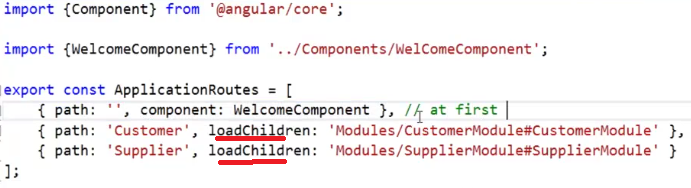 import {Component} from '@angular/core';
import {WelcomeComponent} from '../Components/WelComeComponent';
export const ApplicationRoutes = [
{ path: '', component: WelcomeComponent }, // at first
{ path: 'Customer', loadChildren: 'Modules/CustomerModule#CustomerModule' },
{ path: 'Supplier', loadChildren: 'Modules/SupplierModule#SupplierModule' }
];